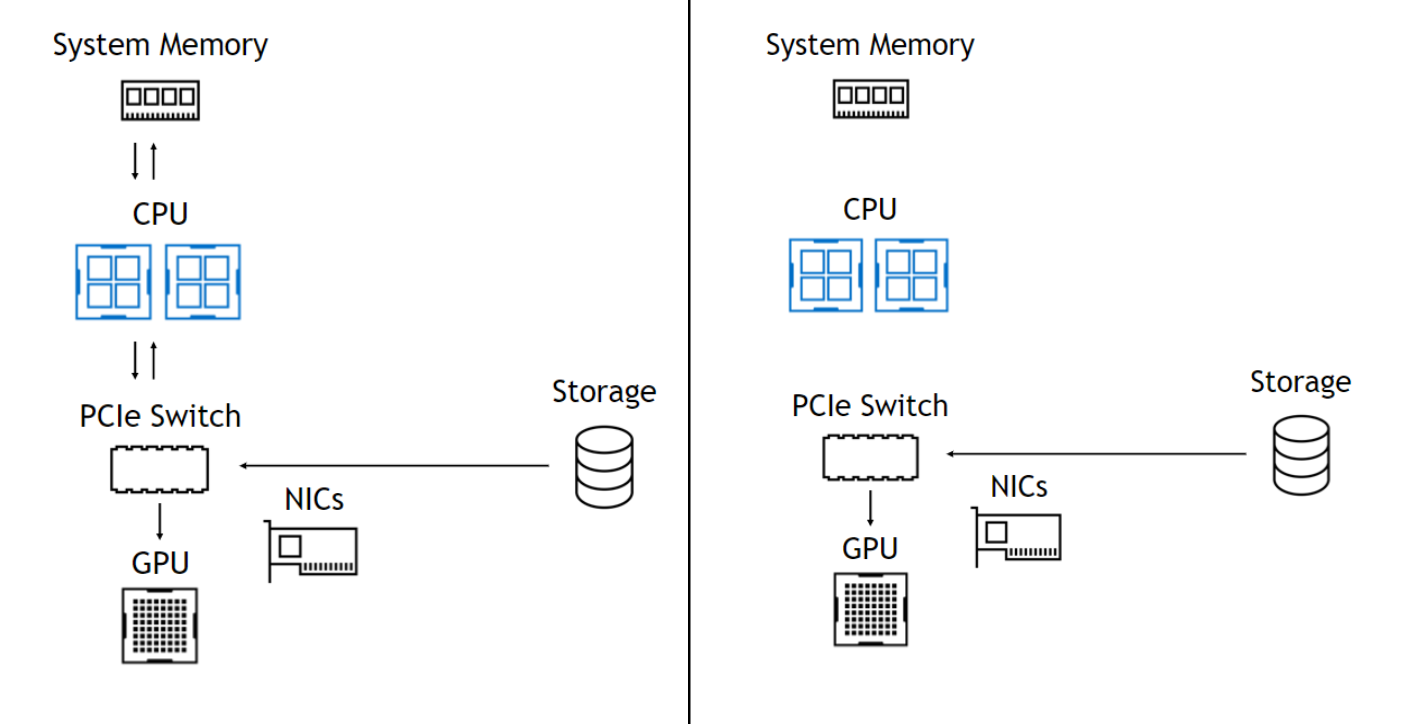 System Memory
CPU
PCIe Switch
Storage
NICs
GPU
System Memory
CPU
PCIe Switch
Storage
NICs
GPU